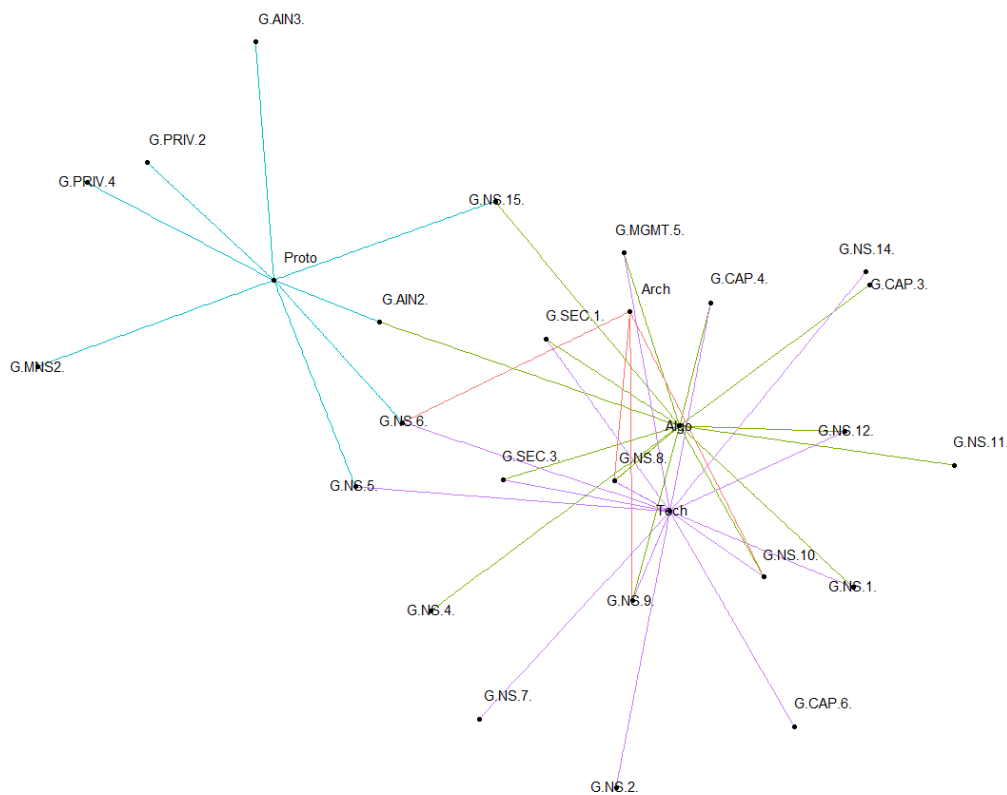 G.AIN3.
G.PRIV.2
G.PRIV.4
G.NS.15.
G.MGMT.5.
G.NS.14.
Proto
Arch
G.CAP.4.
G.CAP.3.
G.AIN2.
G.SEC.1.
G.MNS2.
G.NS.6.
Algo
G.NS.12.
G.NS.11.
G.SEC.3.
G.NS.8.
G.NS.5.
Tech
G.NS.10.
G.NS.1.
G.NS.4.
G.NS.9.
G.NS.7.
G.CAP.6.
G.NS.2.